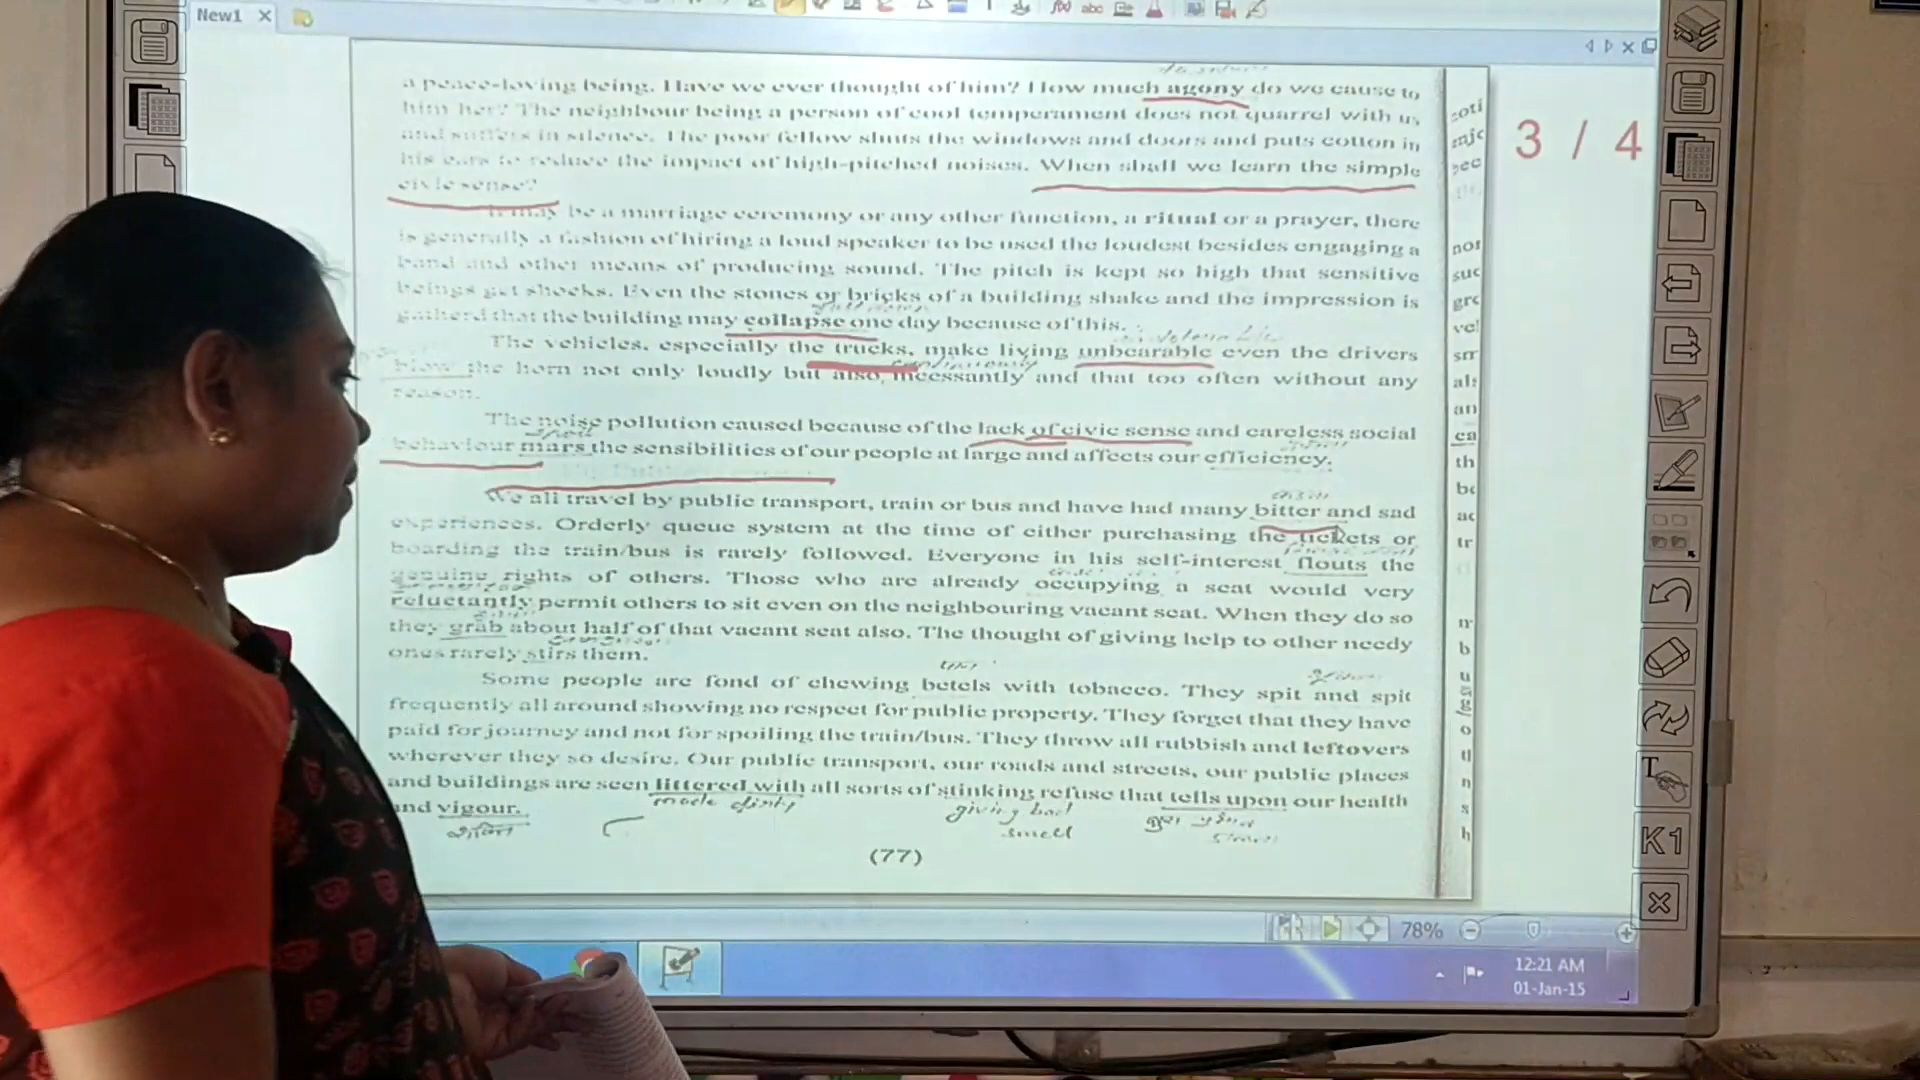 New1
3 / 4
a peace-loving being. Have we ever thought of him? How much agony do we cause to
him her? The neighbour being a person of cool temperament does not quarrel with us
and suffers in silence. The poor fellow shuts the windows and doors and puts cotton in
his ears to reduce the impact of high-pitched noises. When shall we learn the simple
civic sense?
It may be a marriage ceremony or any other function, a ritual or a prayer, there
is generally a fashion of hiring a loud speaker to be used the loudest besides engaging a
band and other means of producing sound. The pitch is kept so high that sensitive
beings get shocks. Even the stones or bricks of a building shake and the impression is
gatherd that the building may collapse one day because of this.
The vehicles, especially the trucks, make living unbearable even the drivers
continuously
blow the horn not only loudly but also, incessantly and that too often without any
reason.
The noise pollution caused because of the lack of civic sense and careless social
spoil
behaviour mars the sensibilities of our people at large and affects our efficiency.
We all travel by public transport, train or bus and have had many bitter and sad
experiences. Orderly queue system at the time of either purchasing the tickets or
boarding the train/bus is rarely followed. Everyone in his self-interest flouts the
genuine rights of others. Those who are already occupying a seat would very
reluctantly permit others to sit even on the neighbouring vacant seat. When they do so
they grab about half of that vacant seat also. The thought of giving help to other needy
ones rarely stirs them.
Some people are fond of chewing betels with tobacco. They spit and spit
frequently all around showing no respect for public property. They forget that they have
paid for journey and not for spoiling the train/bus. They throw all rubbish and leftovers
wherever they so desire. Our public transport, our roads and streets, our public places
and buildings are seen littered with all sorts of stinking refuse that tells upon our health
made dirty
giving bad
and vigour.
शक्ति
smell
(77)
78%
12:21 AM
01-Jan-15
K1